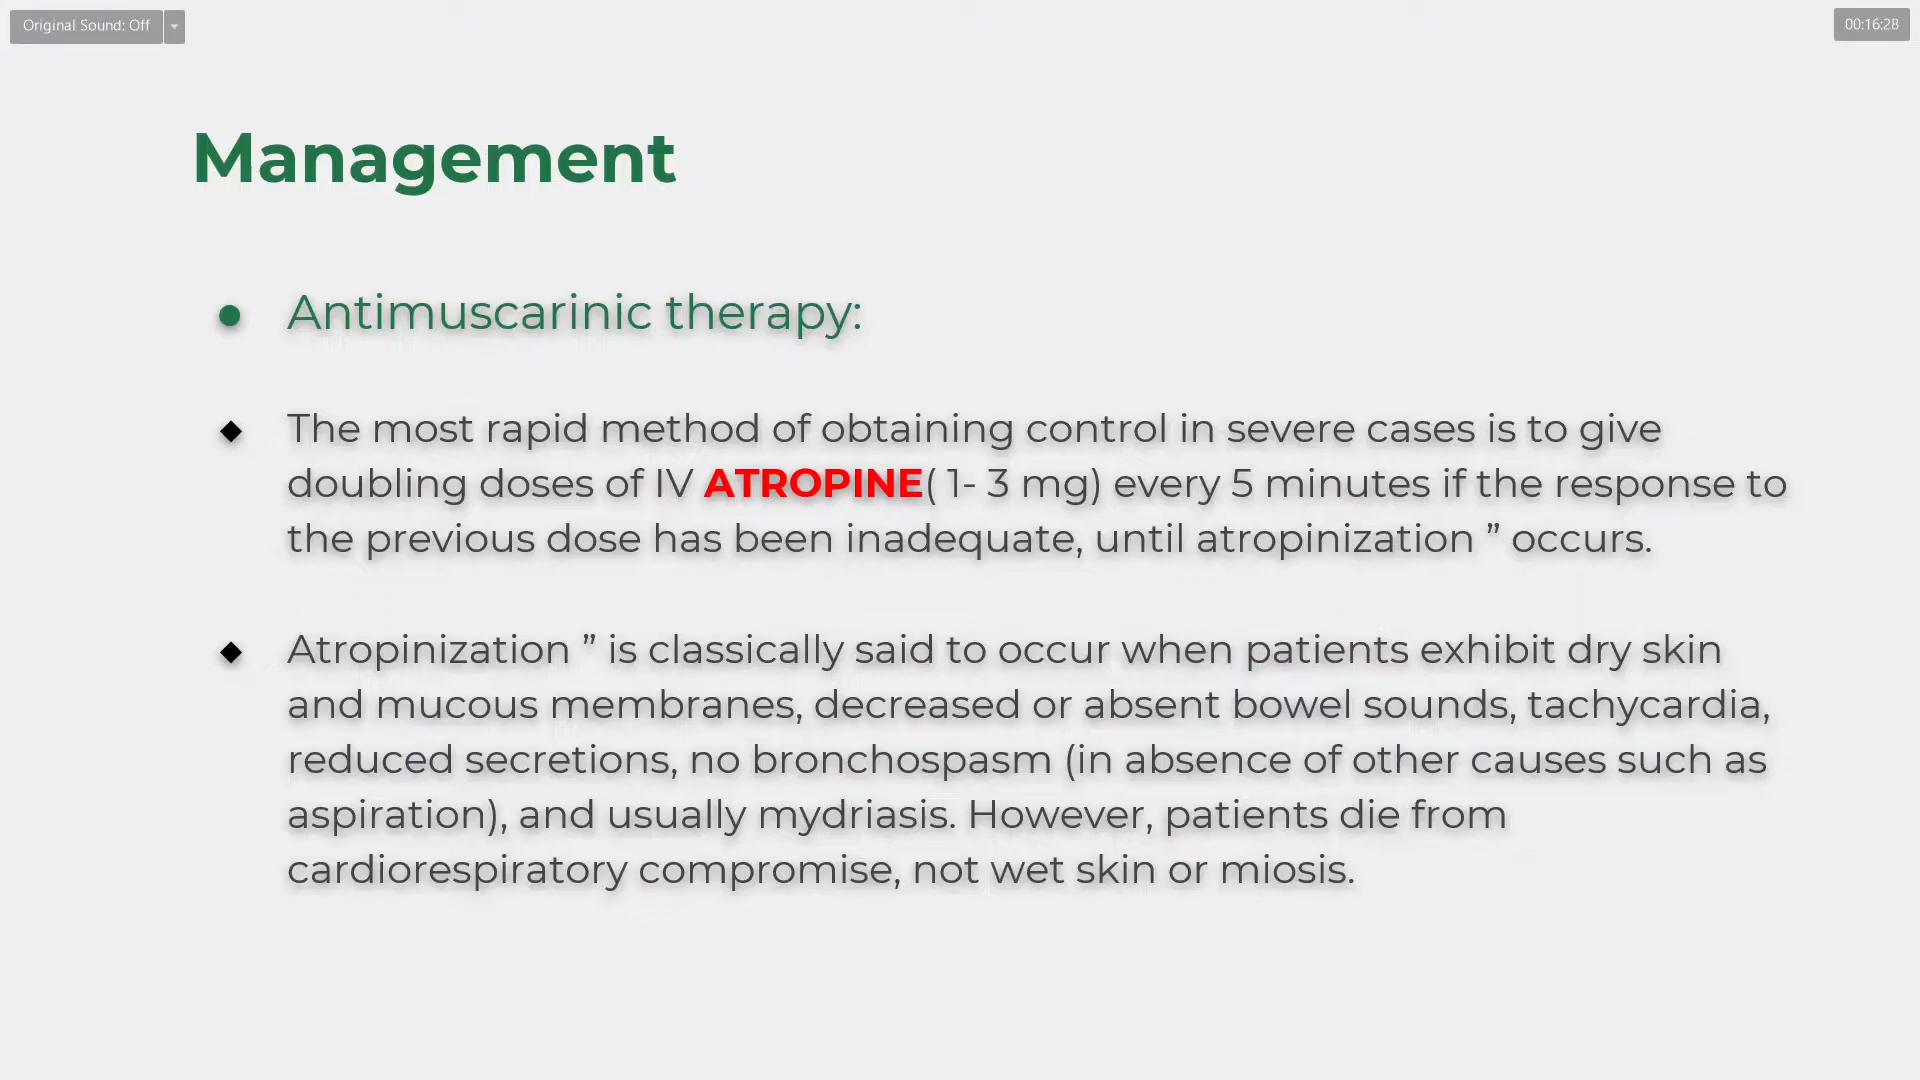 Original Sound: Off
00:16:28
Management
● Antimuscarinic therapy:
◆ The most rapid method of obtaining control in severe cases is to give
doubling doses of IV ATROPINE( 1- 3 mg) every 5 minutes if the response to
the previous dose has been inadequate, until atropinization ” occurs.
◆ Atropinization ” is classically said to occur when patients exhibit dry skin
and mucous membranes, decreased or absent bowel sounds, tachycardia,
reduced secretions, no bronchospasm (in absence of other causes such as
aspiration), and usually mydriasis. However, patients die from
cardiorespiratory compromise, not wet skin or miosis.